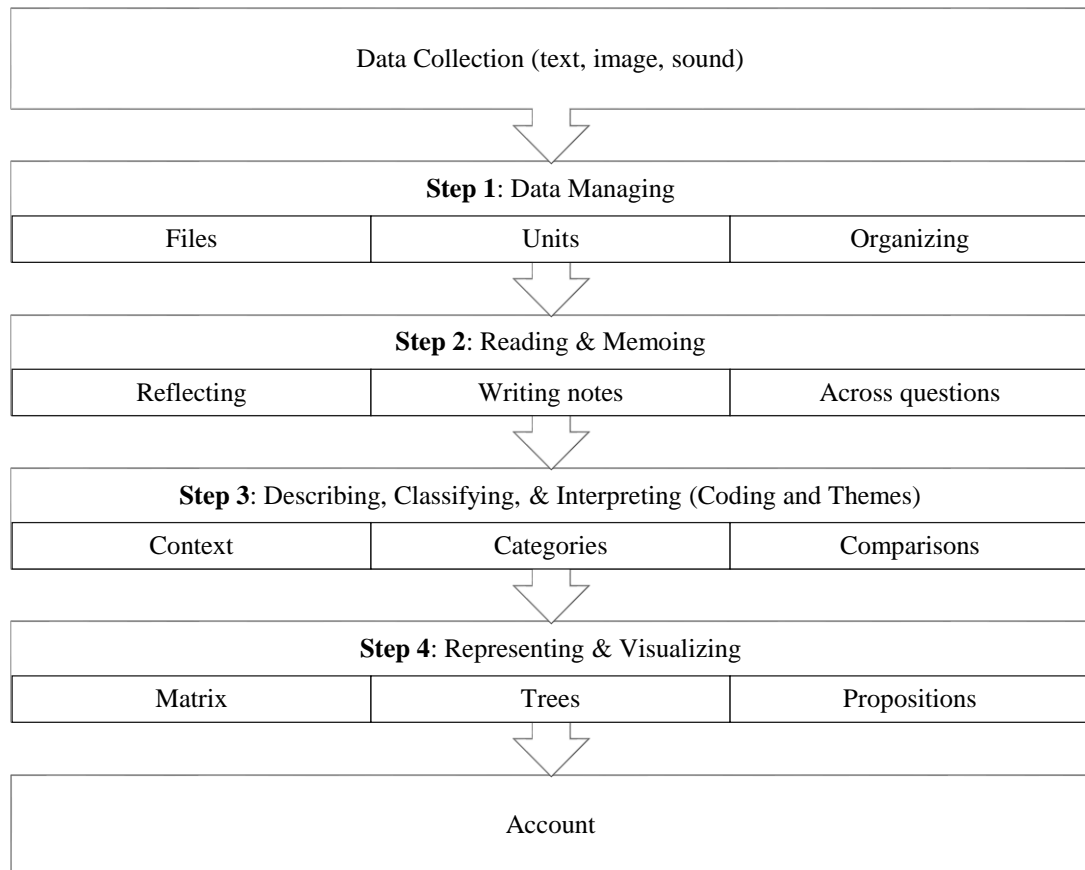 Data Collection (text, image, sound)
Step 1: Data Managing
Files Units Organizing
Step 2: Reading & Memoing
Reflecting Writing notes Across questions
Step 3: Describing, Classifying, & Interpreting (Coding and Themes)
Context Categories Comparisons
Step 4: Representing & Visualizing
Matrix Trees Propositions
Account